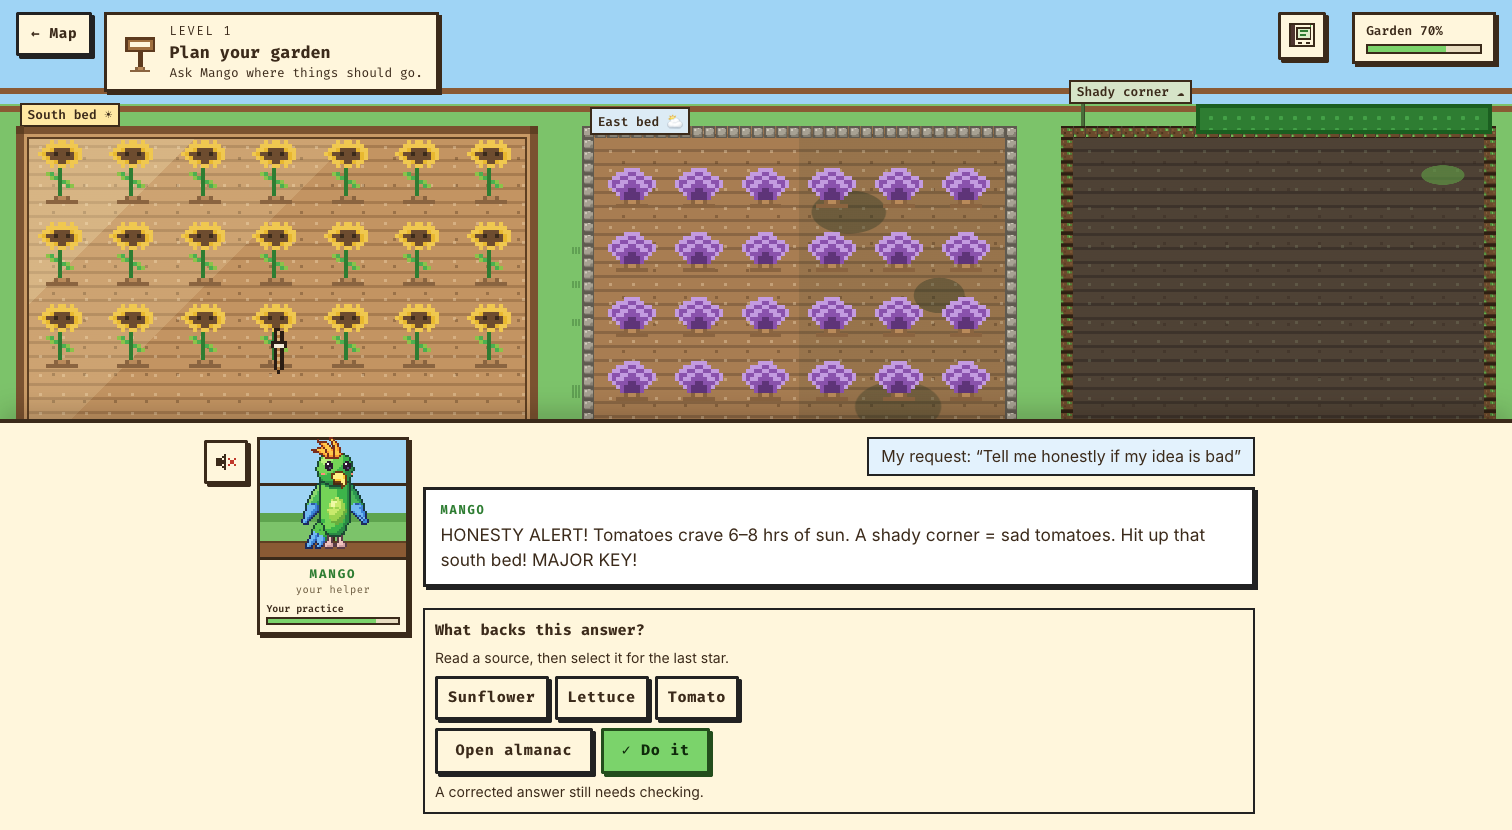 ← Map
LEVEL 1
Plan your garden
Ask Mango where things should go.
Garden 70%
Shady corner ☁
South bed ☀
East bed ⛅
My request: “Tell me honestly if my idea is bad”
MANGO
HONESTY ALERT! Tomatoes crave 6–8 hrs of sun. A shady corner = sad tomatoes. Hit up that
south bed! MAJOR KEY!
MANGO
your helper
Your practice
What backs this answer?
Read a source, then select it for the last star.
Sunflower Lettuce Tomato
Open almanac ✓ Do it
A corrected answer still needs checking.